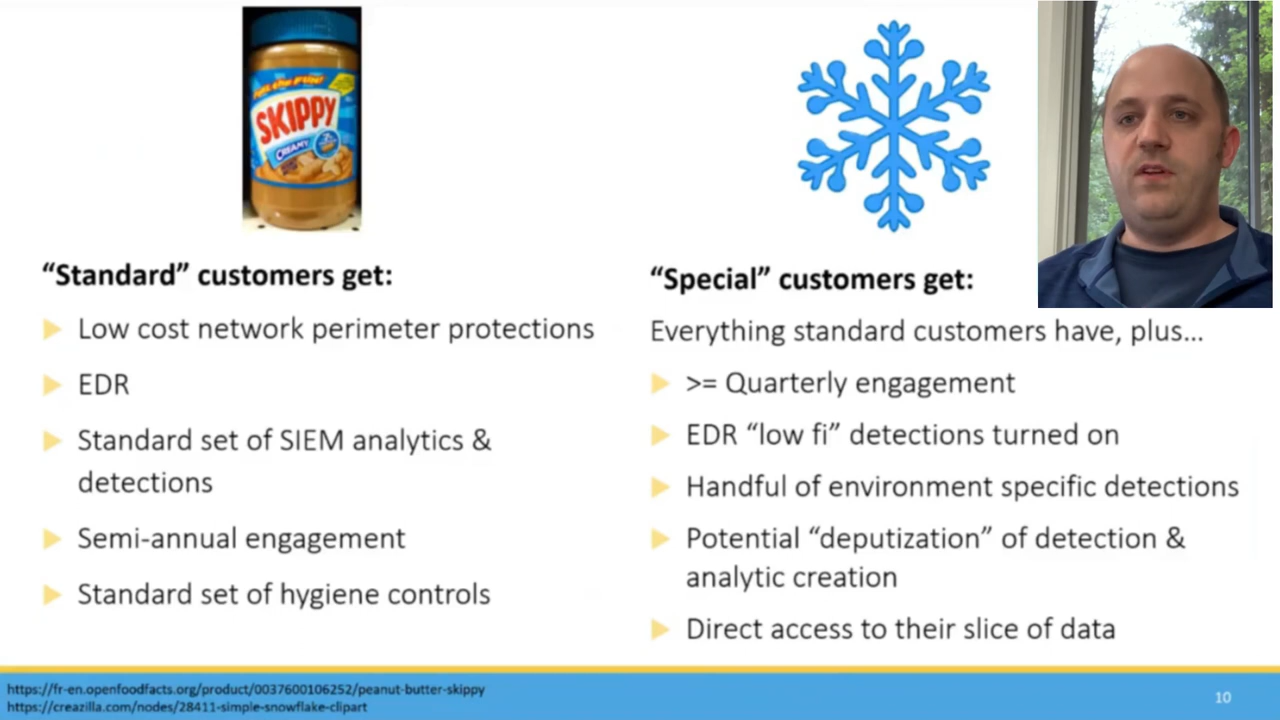 SKIPPY
CREAMY
“Standard” customers get:
Low cost network perimeter protections
EDR
Standard set of SIEM analytics &
detections
Semi-annual engagement
Standard set of hygiene controls
“Special” customers get:
Everything standard customers have, plus...
>= Quarterly engagement
EDR “low fi” detections turned on
Handful of environment specific detections
Potential “deputization” of detection &
analytic creation
Direct access to their slice of data
https://fr-en.openfoodfacts.org/product/0037600106252/peanut-butter-skippy
https://creazilla.com/nodes/28411-simple-snowflake-clipart
10